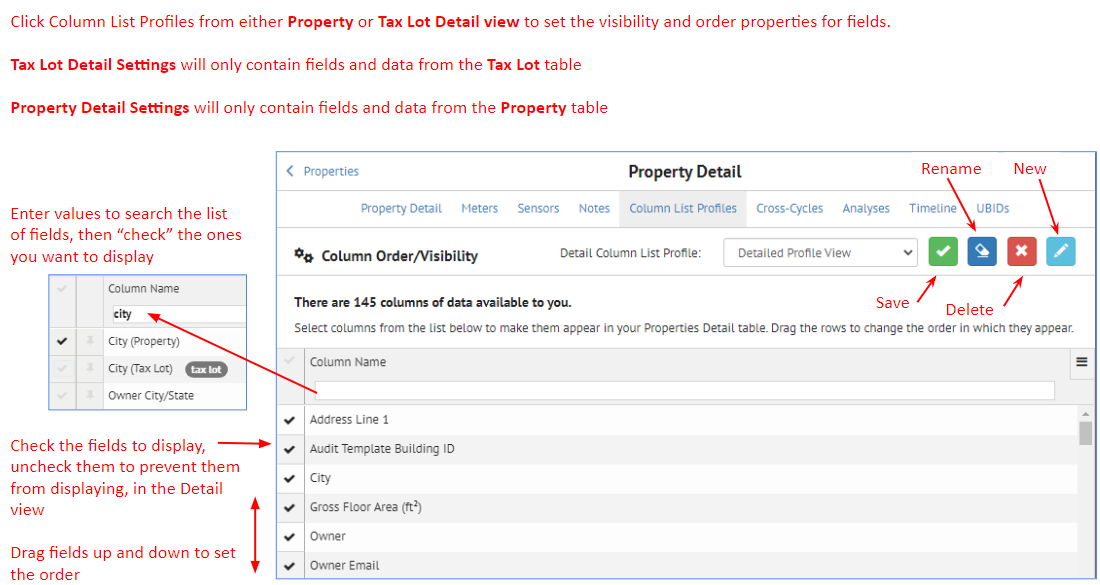 Click Column List Profiles from either Property or Tax Lot Detail view to set the visibility and order properties for fields.
Tax Lot Detail Settings will only contain fields and data from the Tax Lot table
Property Detail Settings will only contain fields and data from the Property table
Properties
Property Detail
Rename
New
Property Detail Meters Sensors Notes Column List Profiles Cross-Cycles Analyses Timeline UBIDs
Enter values to search the list
of fields, then “check” the ones
you want to display
Column Order/Visibility
Detail Column List Profile:
Detailed Profile View
Save
Delete
Column Name
city
City (Property)
City (Tax Lot) tax lot
Owner City/State
There are 145 columns of data available to you.
Select columns from the list below to make them appear in your Properties Detail table. Drag the rows to change the order in which they appear.
Column Name
Address Line 1
Audit Template Building ID
City
Gross Floor Area (ft²)
Owner
Owner Email
Check the fields to display,
uncheck them to prevent them
from displaying, in the Detail
view
Drag fields up and down to set
the order